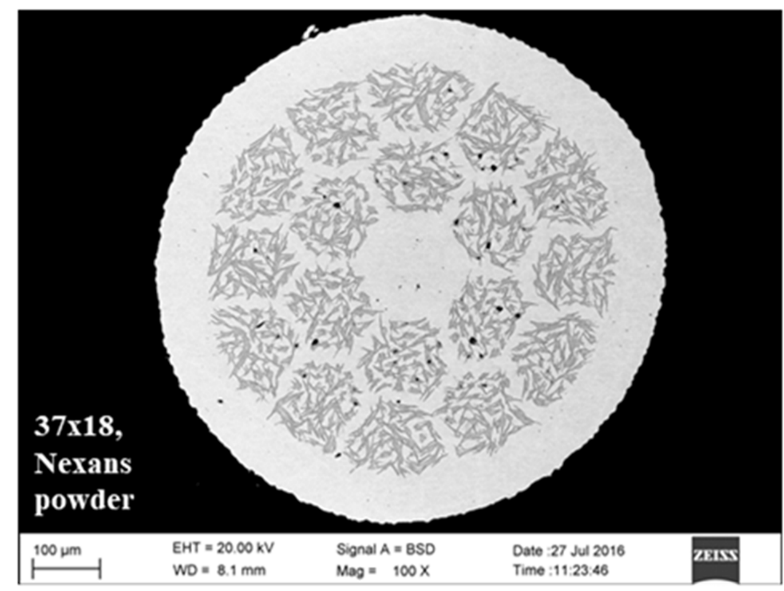 37x18,
Nexans
powder
100 µm
EHT = 20.00 kV
Signal A = BSD
Date :27 Jul 2016
ZEISS
WD = 8.1 mm
Mag = 100 X
Time :11:23:46